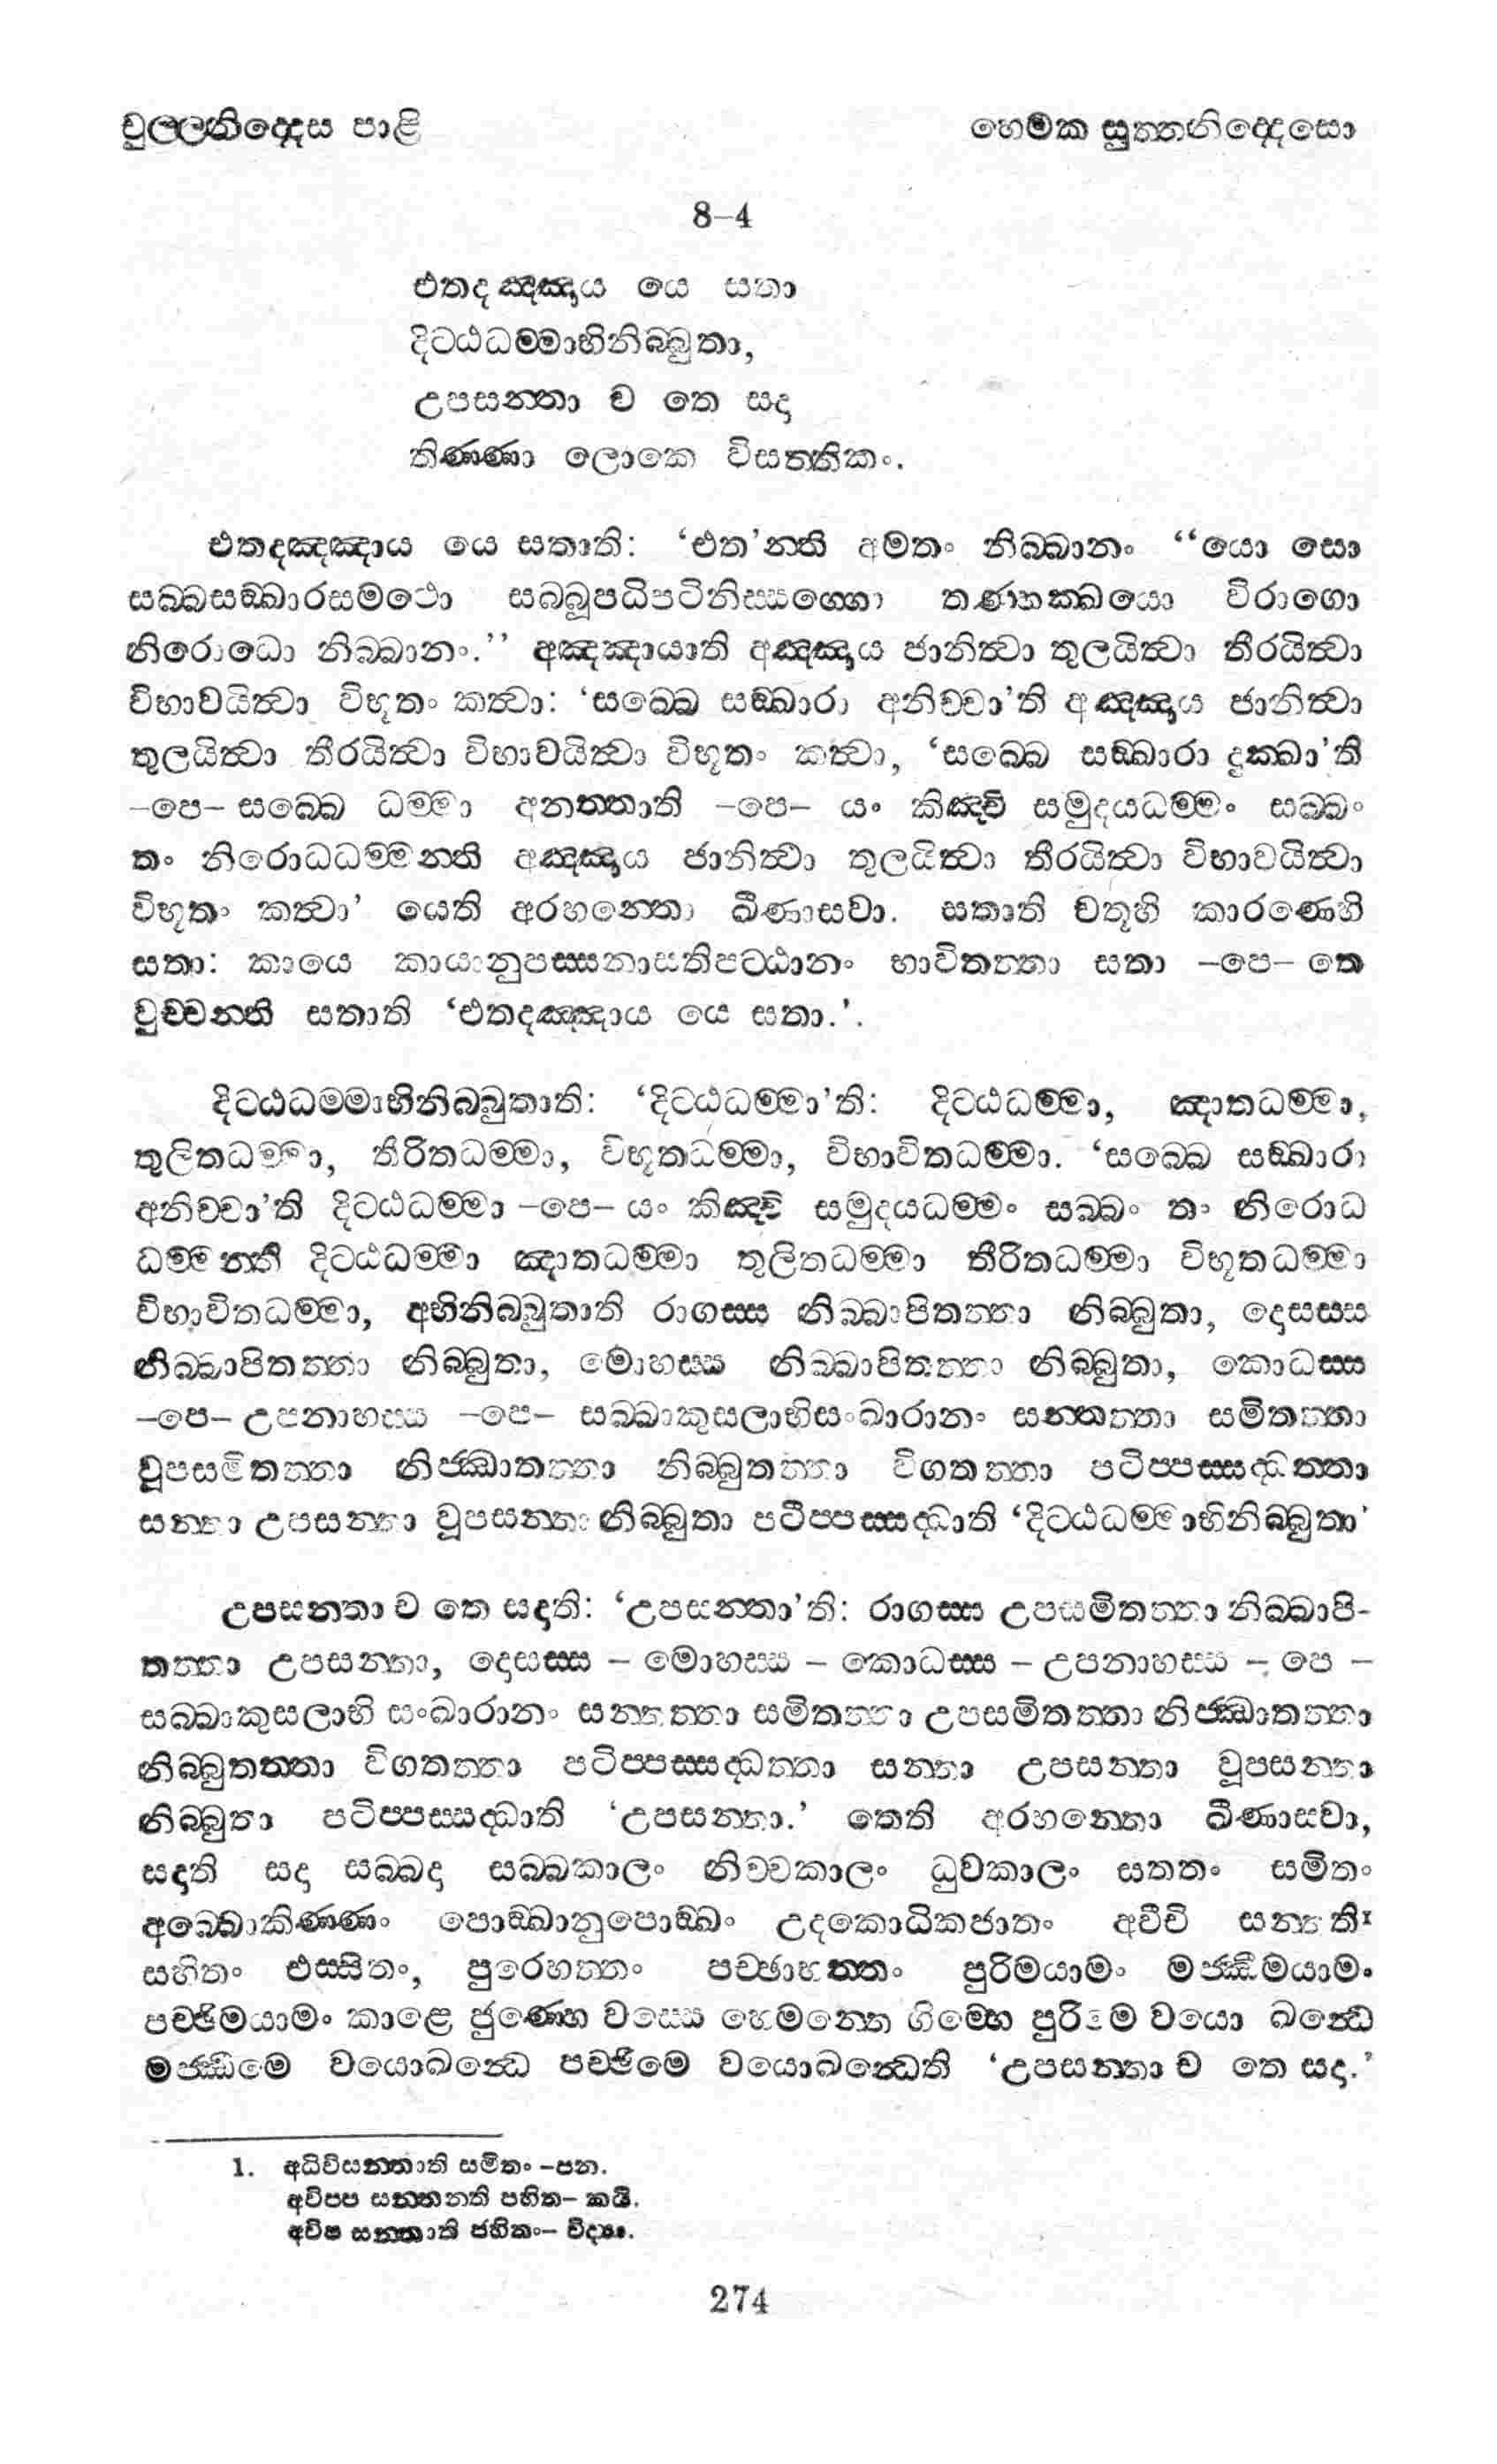 චුල්ලනිද්දෙස පාළි හෙමක සුත්තනිද්දෙසො
8–4
එතදඤ්ඤාය යෙ සතා
දිට්ඨධම්මාභිනිබ්බුතා,
උපසන්තා ච තෙ සදා
තිණ්ණා ලොකෙ විසත්තිකං.
එතදඤ්ඤාය යෙ සතාති: ‘එත’න්ති අමතං නිබ්බානං “යො සො
සබ්බසඞ්ඛාරසමථො සබ්බූපධිපටිනිස්සග්ගො තණ්හක්ඛයො විරාගො
නිරොධො නිබ්බානං.” අඤ්ඤායාති අඤ්ඤාය ජානිත්වා තුලයිත්වා තීරයිත්වා
විභාවයිත්වා විභූතං කත්වා: ‘සබ්බෙ සඞ්ඛාරා අනිච්චා’ති අඤ්ඤාය ජානිත්වා
තුලයිත්වා තීරයිත්වා විභාවයිත්වා විභූතං කත්වා, ‘සබ්බෙ සඞ්ඛාරා දුක්ඛා’ති
–පෙ– සබ්බෙ ධම්මා අනත්තාති –පෙ– යං කිඤ්චි සමුදයධම්මං සබ්බං
තං නිරොධධම්මන්ති අඤ්ඤාය ජානිත්වා තුලයිත්වා තීරයිත්වා විභාවයිත්වා
විභූතං කත්වා’ යෙති අරහන්තො ඛීණාසවා. සතාති චතූහි කාරණෙහි
සතා: කායෙ කායානුපස්සනාසතිපට්ඨානං භාවිතත්තා සතා –පෙ– තෙ
වුච්චන්ති සතාති ‘එතදඤ්ඤාය යෙ සතා.’.
දිට්ඨධම්මාභිනිබ්බුතාති: ‘දිට්ඨධම්මා’ති: දිට්ඨධම්මා, ඤාතධම්මා,
තුලිතධම්මා, තීරිතධම්මා, විභූතධම්මා, විභාවිතධම්මා. ‘සබ්බෙ සඞ්ඛාරා
අනිච්චා’ති දිට්ඨධම්මා –පෙ– යං කිඤ්චි සමුදයධම්මං සබ්බං තං නිරොධ
ධම්මන්ති දිට්ඨධම්මා ඤාතධම්මා තුලිතධම්මා තීරිතධම්මා විභූතධම්මා
විභාවිතධම්මා, අභිනිබ්බුතාති රාගස්ස නිබ්බාපිතත්තා නිබ්බුතා, දොසස්ස
නිබ්බාපිතත්තා නිබ්බුතා, මොහස්ස නිබ්බාපිතත්තා නිබ්බුතා, කොධස්ස
–පෙ– උපනාහස්ස –පෙ– සබ්බාකුසලාභිසංඛාරානං සන්තත්තා සමිතත්තා
වූපසමිතත්තා නිජ්ඣාතත්තා නිබ්බුතත්තා විගතත්තා පටිප්පස්සද්ධත්තා
සන්තා උපසන්තා වූපසන්තා නිබ්බුතා පටිප්පස්සද්ධාති ‘දිට්ඨධම්මාභිනිබ්බුතා’
උපසන්තා ච තෙ සදාති: ‘උපසන්තා’ති: රාගස්ස උපසමිතත්තා නිබ්බාපි-
තත්තා උපසන්තා, දොසස්ස – මොහස්ස – කොධස්ස – උපනාහස්ස – පෙ –
සබ්බාකුසලාභි සංඛාරානං සන්තත්තා සමිතත්තා උපසමිතත්තා නිජ්ඣාතත්තා
නිබ්බුතත්තා විගතත්තා පටිප්පස්සද්ධත්තා සන්තා උපසන්තා වූපසන්තා
නිබ්බුතා පටිප්පස්සද්ධාති ‘උපසන්තා.’ තෙති අරහන්තො ඛීණාසවා,
සදාති සදා සබ්බදා සබ්බකාලං නිච්චකාලං ධුවකාලං සතතං සමිතං
අබ්බොකිණ්ණං පොඞ්ඛානුපොඞ්ඛං උදකොධිකජාතං අවීචි සන්තති¹
සහිතං එස්සිතං, පුරෙභත්තං පච්ඡාභත්තං පුරිමයාමං මජ්ඣිමයාමං
පච්ඡිමයාමං කාළෙ ජුණ්හෙ වස්සෙ හෙමන්තෙ ගිම්හෙ පුරිමෙ වයො ඛන්ධෙ
මජ්ඣිමෙ වයොඛන්ධෙ පච්ඡිමෙ වයොඛන්ධෙති ‘උපසන්තා ච තෙ සදා.’
1. අධිවිසන්තාති සමිතං –පන.
අවිපප සන්තනති පහිත– කයි.
අවිෂ සන්තාති ජහිතං–
274